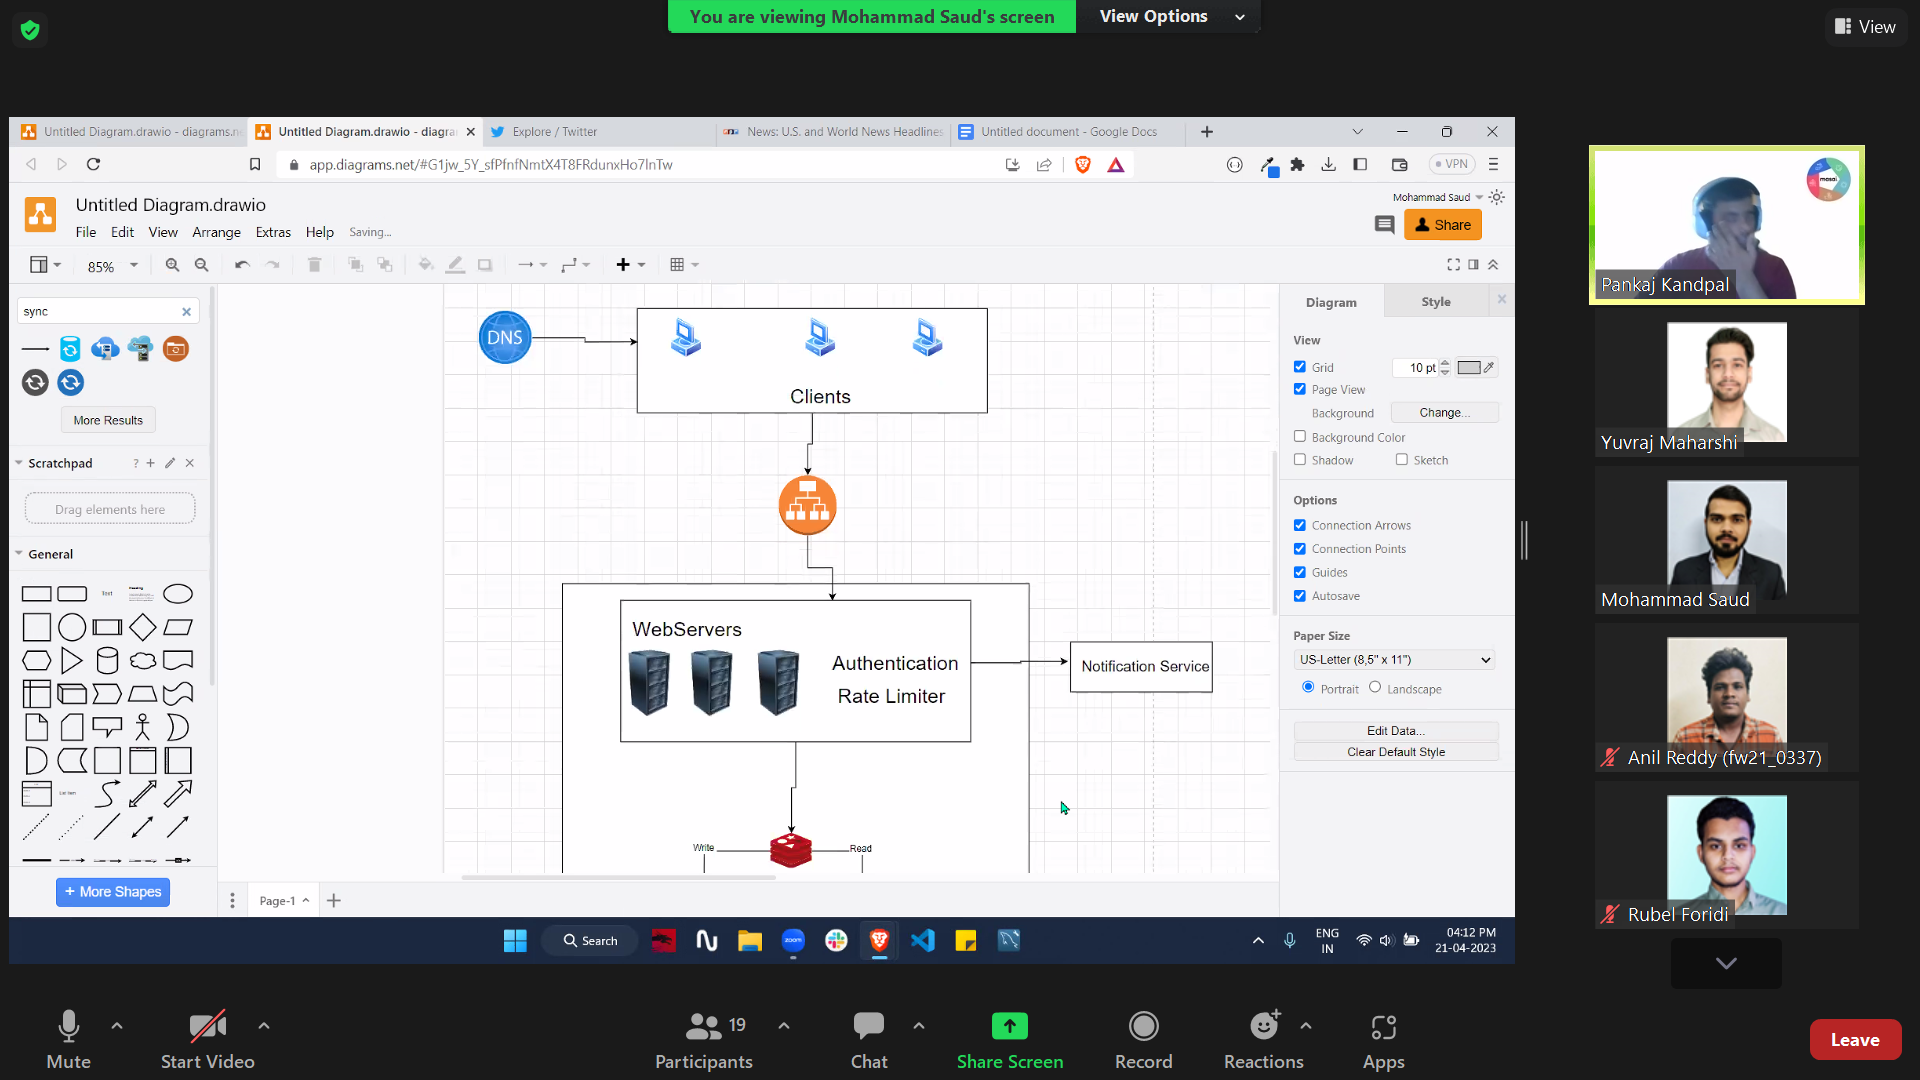 You are viewing Mohammad Saud's screen
View Options
View
Untitled Diagram.drawio - diagrams.n
Untitled Diagram.drawio - diagra
Explore / Twitter
News: U.S. and World News Headlines
Untitled document - Google Docs
app.diagrams.net/#G1jw_5Y_sfPfnfNmtX4T8FRdunxHo7lnTw
VPN
Untitled Diagram.drawio
Mohammad Saud
File Edit View Arrange Extras Help Saving...
Share
85%
sync
More Results
Scratchpad
Drag elements here
General
Text
Heading
List Item
+ More Shapes
DNS
Clients
WebServers
Authentication
Rate Limiter
Notification Service
Write
Read
Page-1
Diagram
Style
View
Grid
10 pt
Page View
Background
Change...
Background Color
Shadow
Sketch
Options
Connection Arrows
Connection Points
Guides
Autosave
Paper Size
US-Letter (8,5" x 11")
Portrait
Landscape
Edit Data...
Clear Default Style
Search
zoom
ENG
IN
04:12 PM
21-04-2023
masai.
Pankaj Kandpal
Yuvraj Maharshi
Mohammad Saud
Anil Reddy (fw21_0337)
Rubel Foridi
Mute
Start Video
19
Participants
Chat
Share Screen
Record
Reactions
Apps
Leave